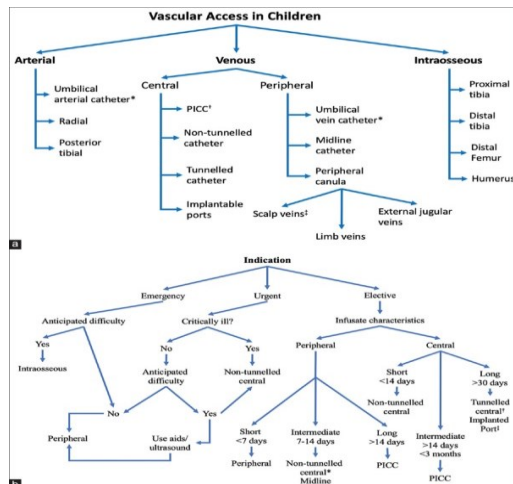 Vascular Access in Children
Arterial
Venous
Intraosseous
Umbilical
arterial catheter*
Radial
Posterior
tibial
Central
PICC†
Non-tunnelled
catheter
Tunnelled
catheter
Implantable
ports
Peripheral
Umbilical
vein catheter*
Midline
catheter
Peripheral
canula
Scalp veins‡
Limb veins
External jugular
veins
Proximal
tibia
Distal
tibia
Distal
Femur
Humerus
a
Indication
Emergency
Urgent
Elective
Anticipated difficulty
Critically ill?
Infusate characteristics
Yes
Intraosseous
No
Yes
Anticipated
difficulty
Non-tunnelled
central
No
Yes
Peripheral
Use aids/
ultrasound
Peripheral
Central
Short
<7 days
Peripheral
Intermediate
7-14 days
Non-tunnelled
central*
Midline
Long
>14 days
PICC
Short
<14 days
Non-tunnelled
central
Intermediate
>14 days
<3 months
PICC
Long
>30 days
Tunnelled
central†
Implanted
Port‡
b